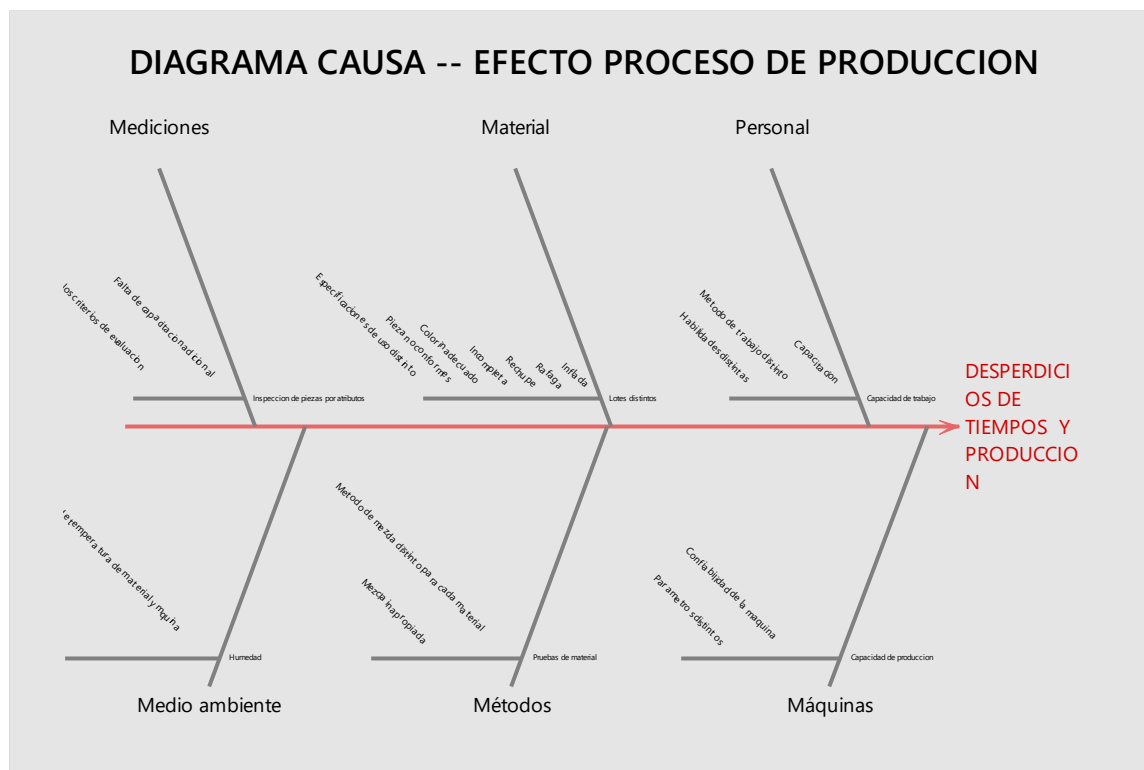 DIAGRAMA CAUSA -- EFECTO PROCESO DE PRODUCCION
Mediciones
Material
Personal
los criterios de evaluacion
Falta de capacitacion adicional
Inspeccion de piezas por atributos
Especificaciones de uso distinto
Pieza no conformes
Color inadecuado
Incompleta
Rechupe
Rafaga
Inflada
Lotes distintos
Metodo de trabajo distinto
Habilidades distintas
Capacitacion
Capacidad de trabajo
DESPERDICI
OS DE
TIEMPOS Y
PRODUCCIO
N
temperatura de material y
Humedad
Metodo de mezcla distinto para cada material
Mezcla inapropiada
Pruebas de material
Confiabilidad de la maquina
Parametros distintos
Capacidad de produccion
Medio ambiente
Métodos
Máquinas